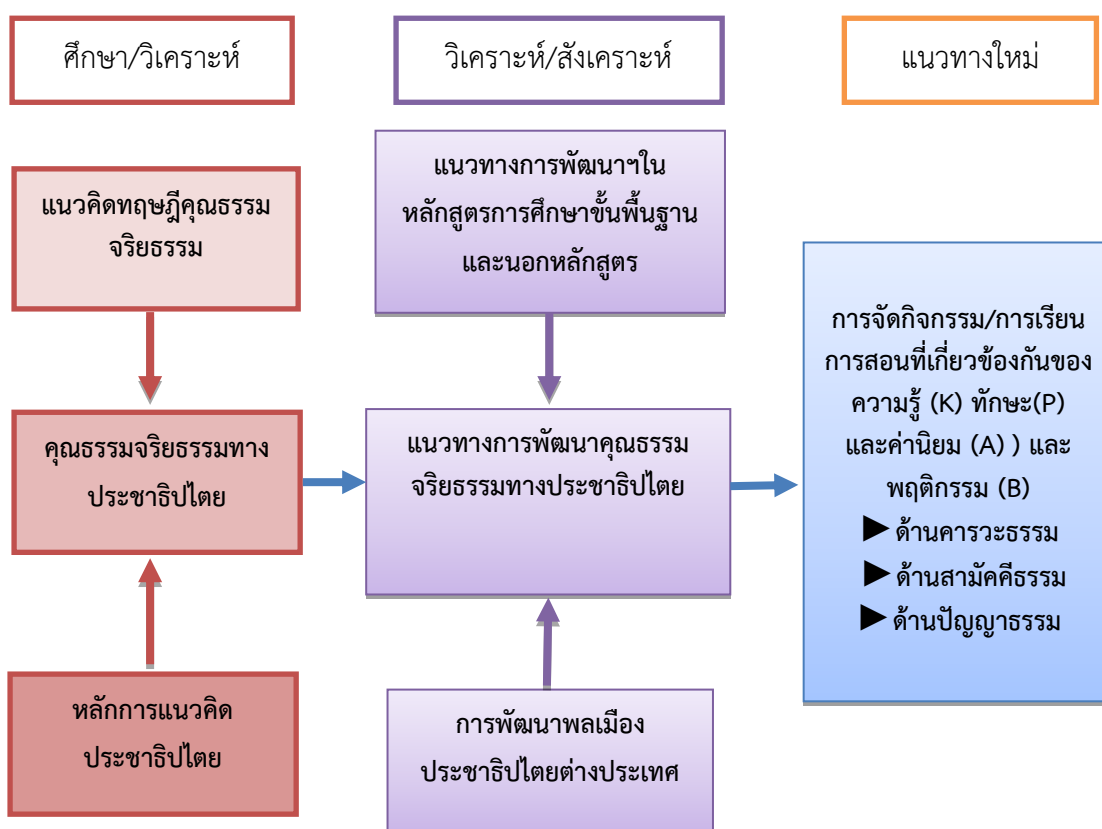 ศึกษา/วิเคราะห์
วิเคราะห์/สังเคราะห์
แนวทางใหม่
แนวคิดทฤษฎีคุณธรรม
จริยธรรม
แนวทางการพัฒนาฯใน
หลักสูตรการศึกษาขั้นพื้นฐาน
และนอกหลักสูตร
คุณธรรมจริยธรรมทาง
ประชาธิปไตย
แนวทางการพัฒนาคุณธรรม
จริยธรรมทางประชาธิปไตย
การจัดกิจกรรม/การเรียน
การสอนที่เกี่ยวข้องกันของ
ความรู้ (K) ทักษะ(P)
และค่านิยม (A) ) และ
พฤติกรรม (B)
▶ ด้านคารวะธรรม
▶ ด้านสามัคคีธรรม
▶ ด้านปัญญาธรรม
หลักการแนวคิด
ประชาธิปไตย
การพัฒนาพลเมือง
ประชาธิปไตยต่างประเทศ